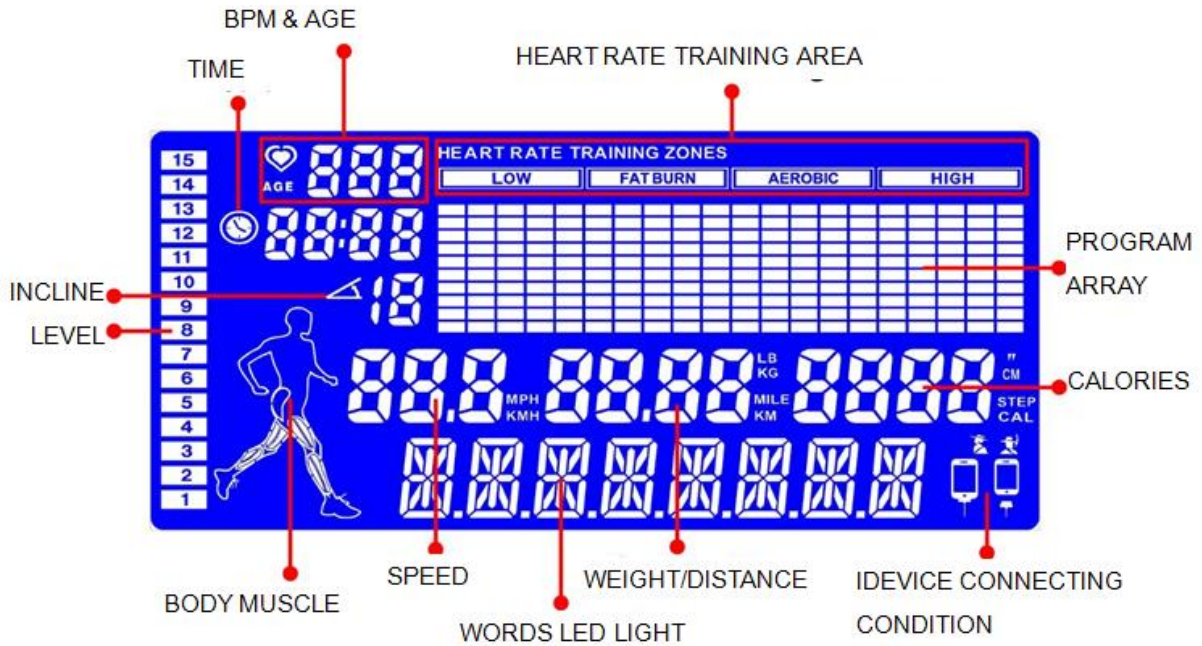 BPM & AGE
TIME
HEART RATE TRAINING AREA
15
14
13
12
11
10
9
8
7
6
5
4
3
2
1
AGE
888
88:88
18
HEART RATE TRAINING ZONES
LOW FAT BURN AEROBIC HIGH
88.8 MPH KMH
88.88 LB KG MILE KM
8888 " CM STEP CAL
INCLINE
LEVEL
PROGRAM
ARRAY
CALORIES
BODY MUSCLE
SPEED
WORDS LED LIGHT
WEIGHT/DISTANCE
IDEVICE CONNECTING
CONDITION